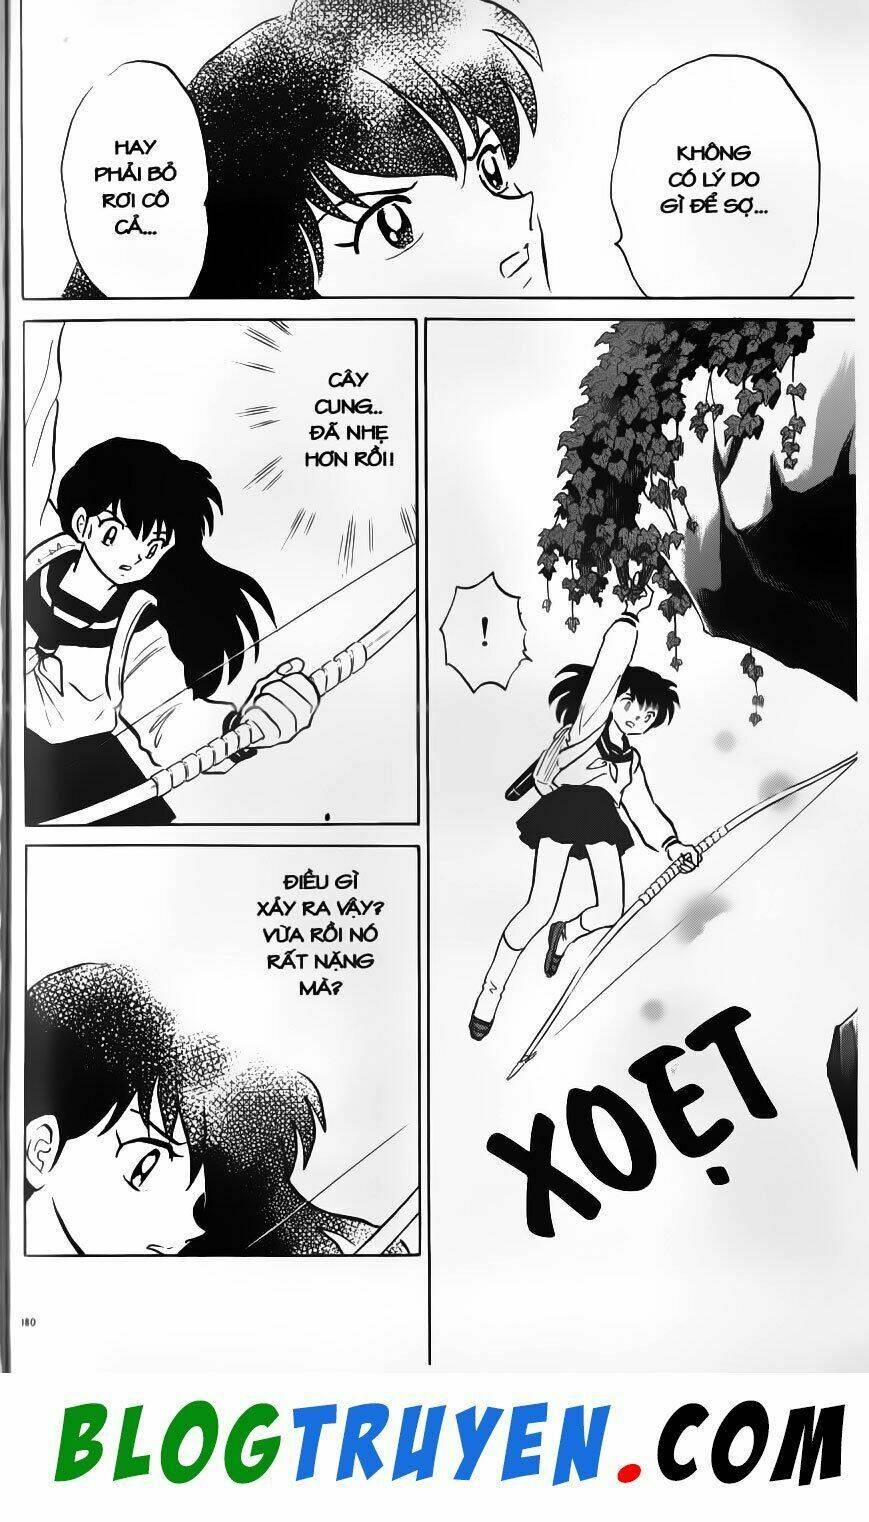 KHÔNG
CÓ LÝ DO
GÌ ĐỂ SỢ...
HAY
PHẢI BỎ
RƠI CÔ
CẢ...
!
XOẸT
CÂY
CUNG...
ĐÃ NHẸ
HƠN RỒI!
ĐIỀU GÌ
XẢY RA VẬY?
VỪA RỒI NÓ
RẤT NẶNG
MÀ?
180
BLOGTRUYEN.COM